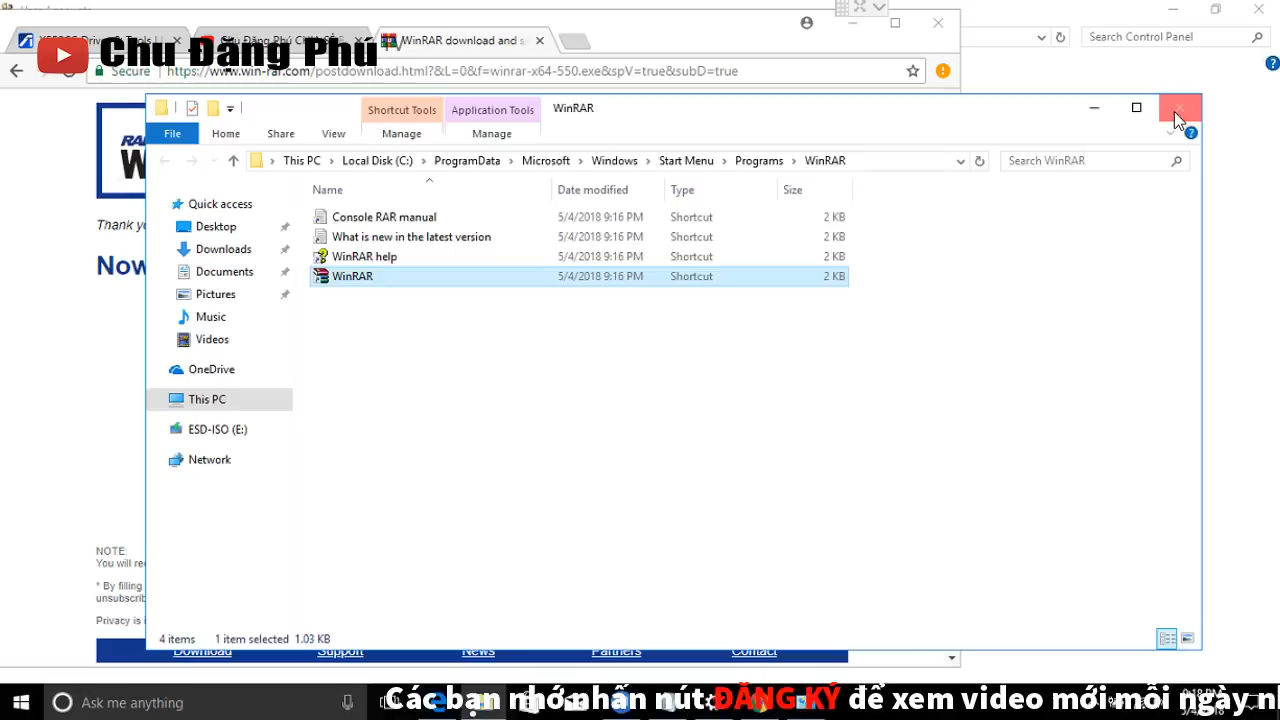 Search Control Panel
Chu Đăng Phú
WinRAR download and s
Secure
https://www.win-rar.com/postdownload.html?&L=0&f=winrar-x64-550.exe&spV=true&subD=true
Shortcut Tools
Application Tools
WinRAR
File
Home
Share
View
Manage
Manage
This PC
Local Disk (C:)
ProgramData
Microsoft
Windows
Start Menu
Programs
WinRAR
Search WinRAR
Thank yo
Now
Name
Date modified
Type
Size
Quick access
Desktop
Downloads
Documents
Pictures
Music
Videos
OneDrive
This PC
ESD-ISO (E:)
Network
Console RAR manual 5/4/2018 9:16 PM Shortcut 2 KB
What is new in the latest version 5/4/2018 9:16 PM Shortcut 2 KB
WinRAR help 5/4/2018 9:16 PM Shortcut 2 KB
WinRAR 5/4/2018 9:16 PM Shortcut 2 KB
NOTE:
You will re
* By filling
unsubscrib
Privacy is
4 items
1 item selected 1.03 KB
Download
Support
News
Partners
Contact
Ask me anything
Các bạn nhớ nhấn nút ĐĂNG KÝ để xem video mới mỗi ngày n